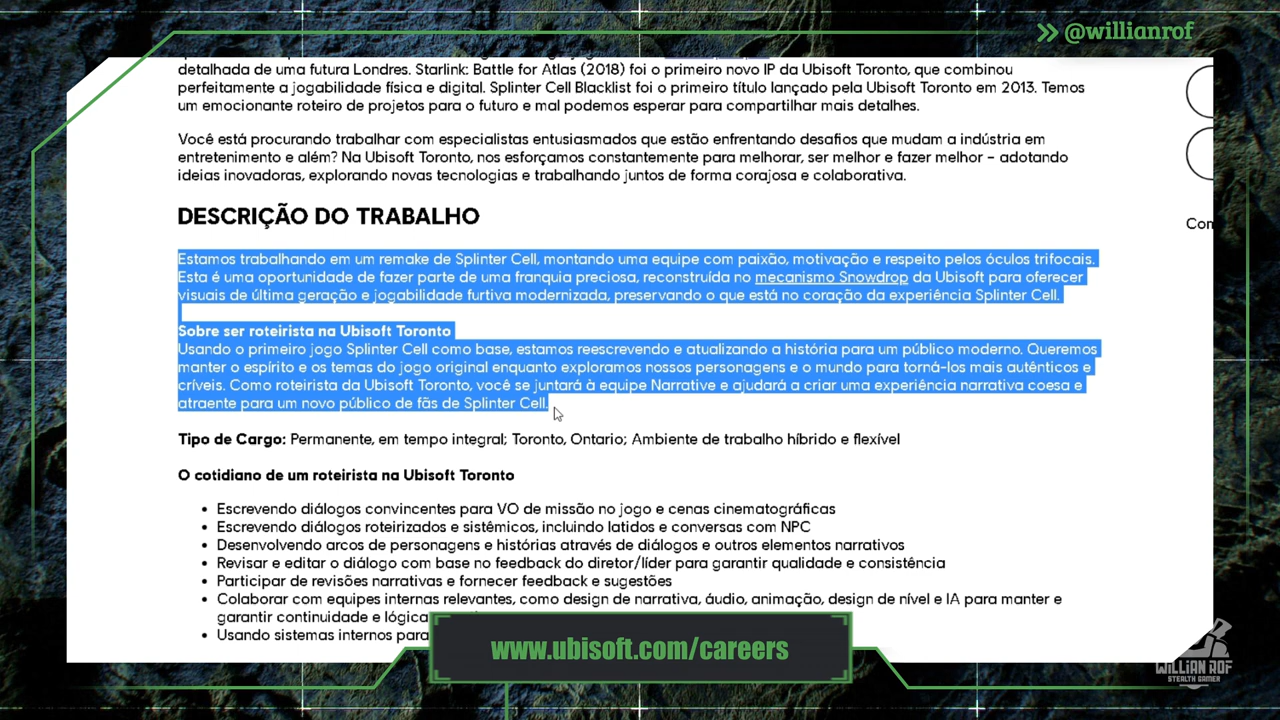 @willianrof
detalhada de uma futura Londres. Starlink: Battle for Atlas (2018) foi o primeiro novo IP da Ubisoft Toronto, que combinou
perfeitamente a jogabilidade física e digital. Splinter Cell Blacklist foi o primeiro título lançado pela Ubisoft Toronto em 2013. Temos
um emocionante roteiro de projetos para o futuro e mal podemos esperar para compartilhar mais detalhes.
Você está procurando trabalhar com especialistas entusiasmados que estão enfrentando desafios que mudam a indústria em
entretenimento e além? Na Ubisoft Toronto, nos esforçamos constantemente para melhorar, ser melhor e fazer melhor – adotando
ideias inovadoras, explorando novas tecnologias e trabalhando juntos de forma corajosa e colaborativa.
Com
DESCRIÇÃO DO TRABALHO
Estamos trabalhando em um remake de Splinter Cell, montando uma equipe com paixão, motivação e respeito pelos óculos trifocais.
Esta é uma oportunidade de fazer parte de uma franquia preciosa, reconstruída no mecanismo Snowdrop da Ubisoft para oferecer
visuais de última geração e jogabilidade furtiva modernizada, preservando o que está no coração da experiência Splinter Cell.
Sobre ser roteirista na Ubisoft Toronto
Usando o primeiro jogo Splinter Cell como base, estamos reescrevendo e atualizando a história para um público moderno. Queremos
manter o espírito e os temas do jogo original enquanto exploramos nossos personagens e o mundo para torná-los mais autênticos e
críveis. Como roteirista da Ubisoft Toronto, você se juntará à equipe Narrative e ajudará a criar uma experiência narrativa coesa e
atraente para um novo público de fãs de Splinter Cell.
Tipo de Cargo: Permanente, em tempo integral; Toronto, Ontario; Ambiente de trabalho híbrido e flexível
O cotidiano de um roteirista na Ubisoft Toronto
• Escrevendo diálogos convincentes para VO de missão no jogo e cenas cinematográficas
• Escrevendo diálogos roteirizados e sistêmicos, incluindo latidos e conversas com NPC
• Desenvolvendo arcos de personagens e histórias através de diálogos e outros elementos narrativos
• Revisar e editar o diálogo com base no feedback do diretor/líder para garantir qualidade e consistência
• Participar de revisões narrativas e fornecer feedback e sugestões
• Colaborar com equipes internas relevantes, como design de narrativa, áudio, animação, design de nível e IA para manter e
garantir continuidade e lógica
• Usando sistemas internos para
www.ubisoft.com/careers
WILLIAN ROF
STEALTH GAMER